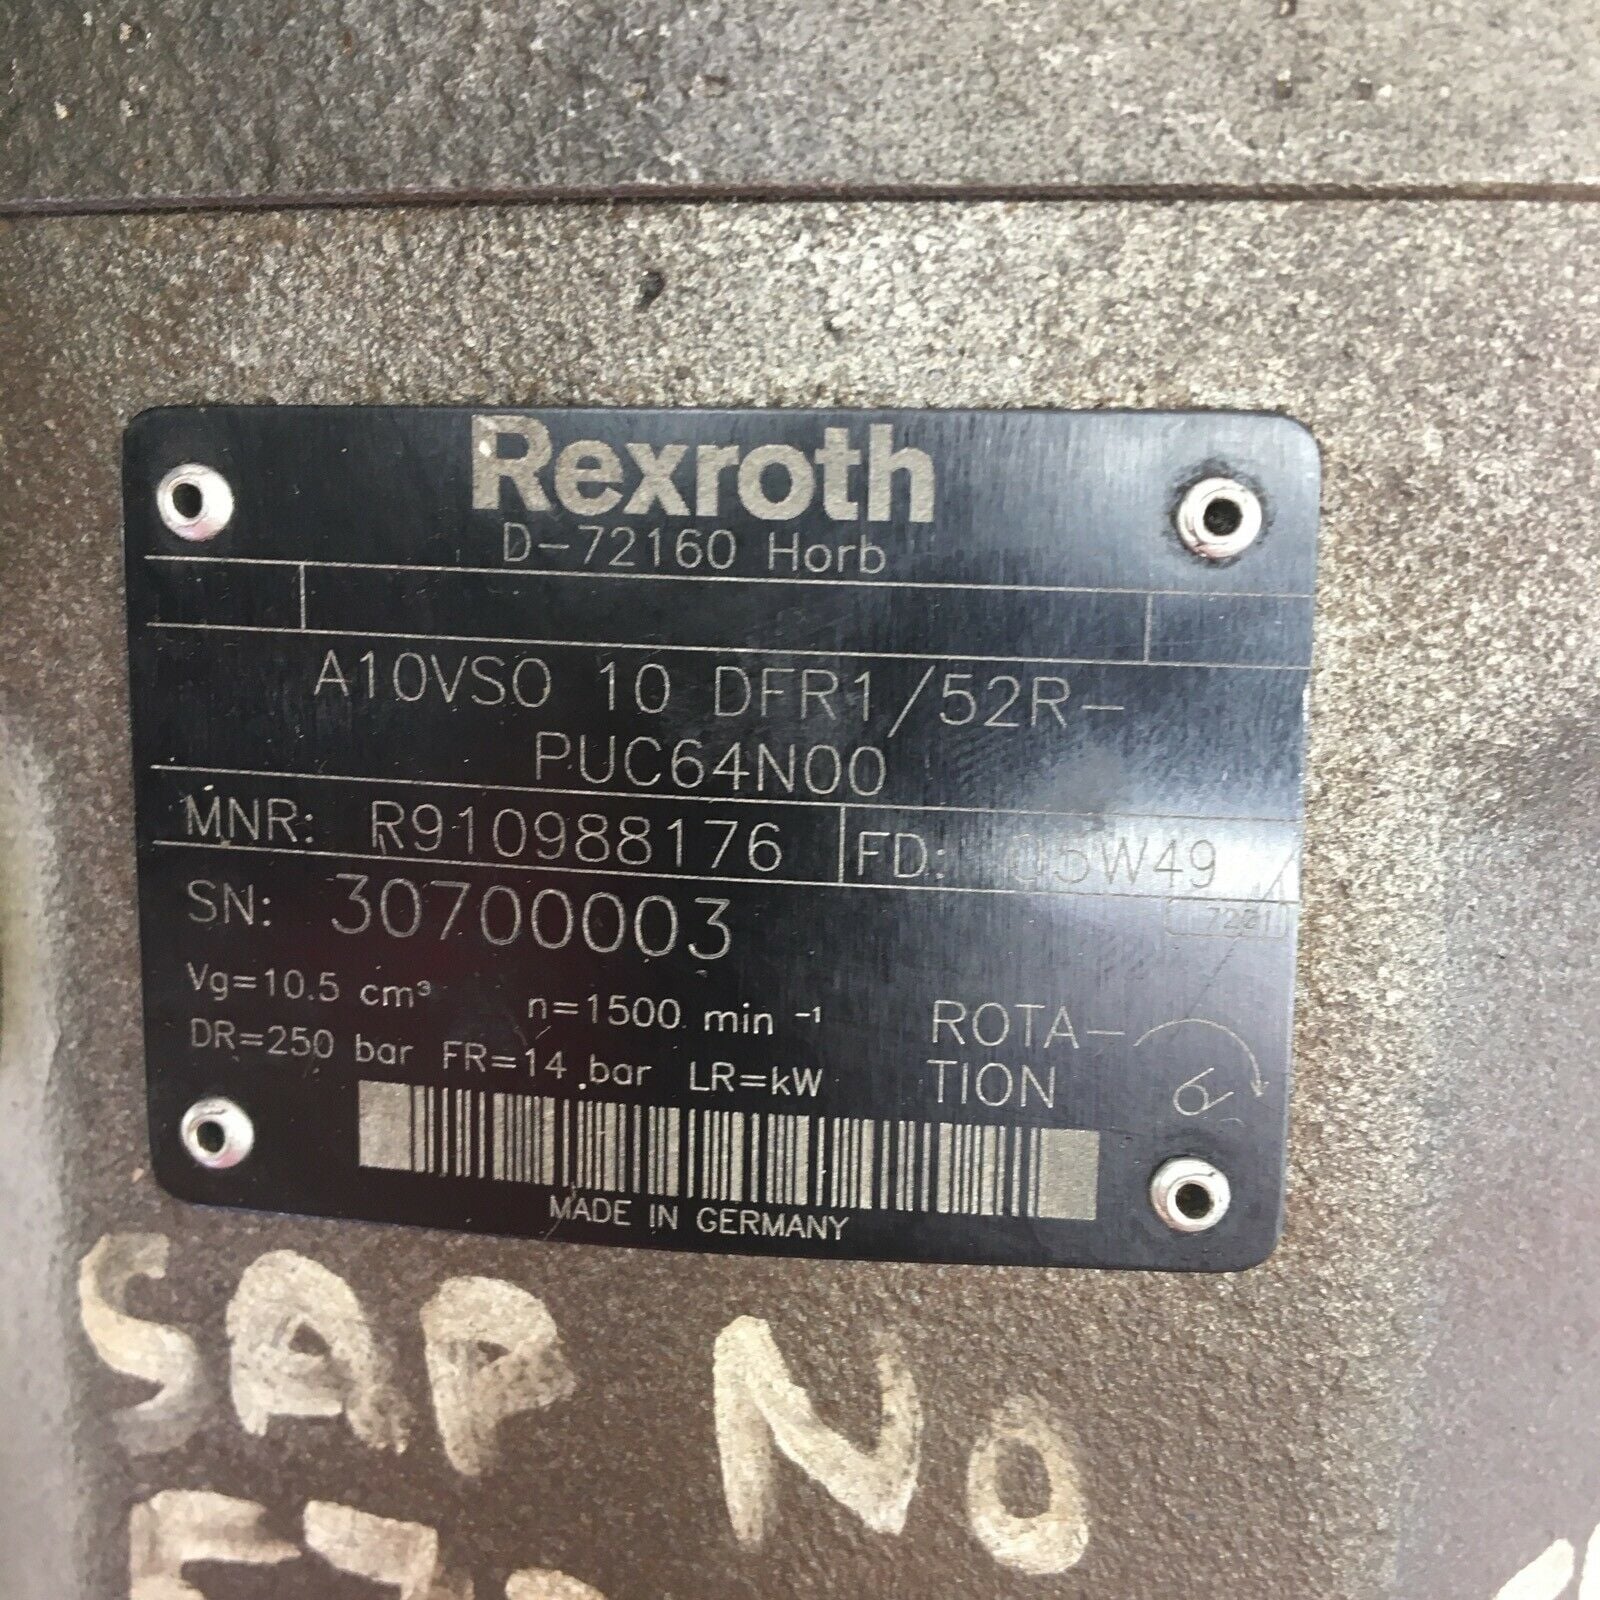 Rexroth
D-72160 Horb
A10VSO 10 DFR1/52R-
PUC64N00
MNR: R910988176 FD: 05W49
SN: 30700003
Vg=10.5 cm³ n=1500 min⁻¹
DR=250 bar FR=14 bar LR=kW
ROTA-
TION
MADE IN GERMANY
SAP No